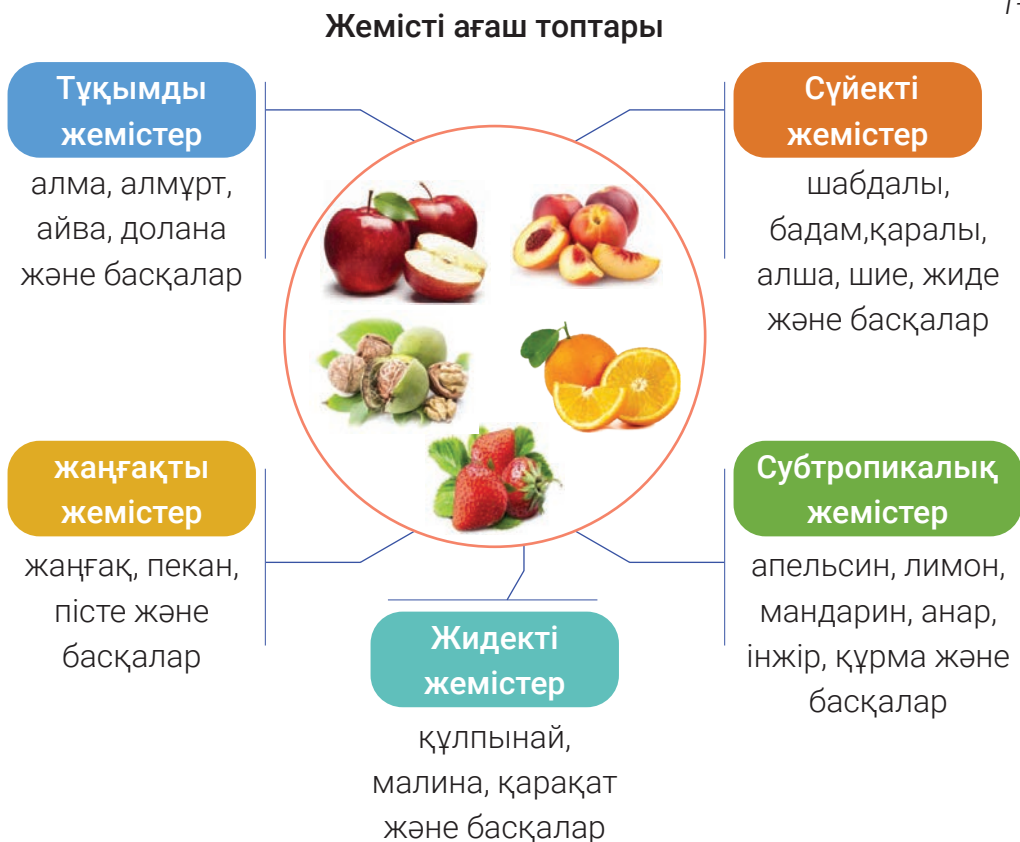 Жемісті ағаш топтары
Тұқымды
жемістер
алма, алмұрт,
айва, долана
және басқалар
Сүйекті
жемістер
шабдалы,
бадам,қаралы,
алша, шие, жиде
және басқалар
жаңғақты
жемістер
жаңғақ, пекан,
пісте және
басқалар
Жидекті
жемістер
құлпынай,
малина, қарақат
және басқалар
Субтропикалық
жемістер
апельсин, лимон,
мандарин, анар,
інжір, құрма және
басқалар